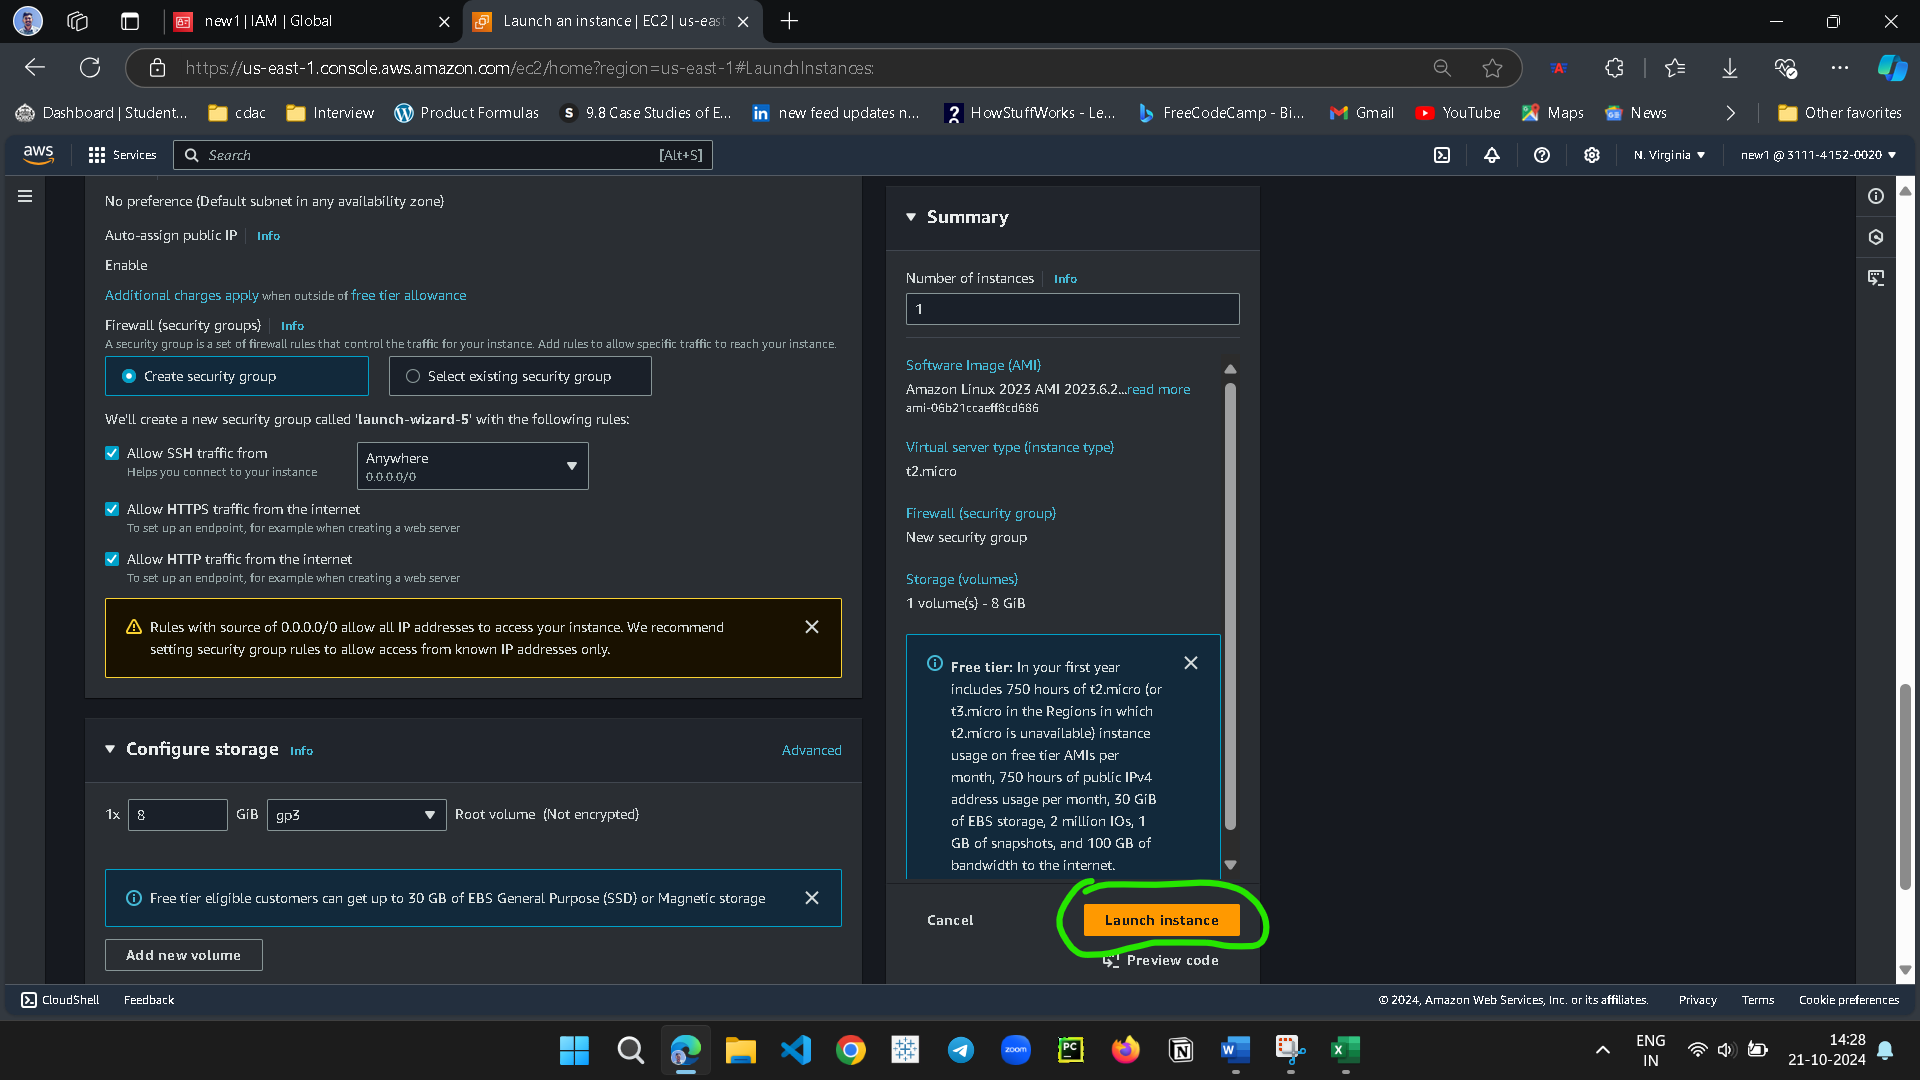 new1 | IAM | Global
Launch an instance | EC2 | us-east
https://us-east-1.console.aws.amazon.com/ec2/home?region=us-east-1#LaunchInstances:
Dashboard | Student...
cdac
Interview
Product Formulas
9.8 Case Studies of E...
new feed updates n...
HowStuffWorks - Le...
FreeCodeCamp - Bi...
Gmail
YouTube
Maps
News
Other favorites
aws
Services
Search
[Alt+S]
N. Virginia
new1 @ 3111-4152-0020
No preference (Default subnet in any availability zone)
Auto-assign public IP
Info
Enable
Additional charges apply when outside of free tier allowance
Firewall (security groups)
Info
A security group is a set of firewall rules that control the traffic for your instance. Add rules to allow specific traffic to reach your instance.
Create security group
Select existing security group
We'll create a new security group called 'launch-wizard-5' with the following rules:
Allow SSH traffic from
Helps you connect to your instance
Anywhere
0.0.0.0/0
Allow HTTPS traffic from the internet
To set up an endpoint, for example when creating a web server
Allow HTTP traffic from the internet
To set up an endpoint, for example when creating a web server
Rules with source of 0.0.0.0/0 allow all IP addresses to access your instance. We recommend
setting security group rules to allow access from known IP addresses only.
Configure storage
Info
Advanced
1x
8
GiB
gp3
Root volume (Not encrypted)
Free tier eligible customers can get up to 30 GB of EBS General Purpose (SSD) or Magnetic storage
Add new volume
Summary
Number of instances
Info
1
Software Image (AMI)
Amazon Linux 2023 AMI 2023.6.2...read more
ami-06b21ccaeff8cd686
Virtual server type (instance type)
t2.micro
Firewall (security group)
New security group
Storage (volumes)
1 volume(s) - 8 GiB
Free tier: In your first year
includes 750 hours of t2.micro (or
t3.micro in the Regions in which
t2.micro is unavailable) instance
usage on free tier AMIs per
month, 750 hours of public IPv4
address usage per month, 30 GiB
of EBS storage, 2 million IOs, 1
GB of snapshots, and 100 GB of
bandwidth to the internet.
Cancel
Launch instance
Preview code
CloudShell
Feedback
© 2024, Amazon Web Services, Inc. or its affiliates.
Privacy
Terms
Cookie preferences
zoom
PC
ENG
IN
14:28
21-10-2024